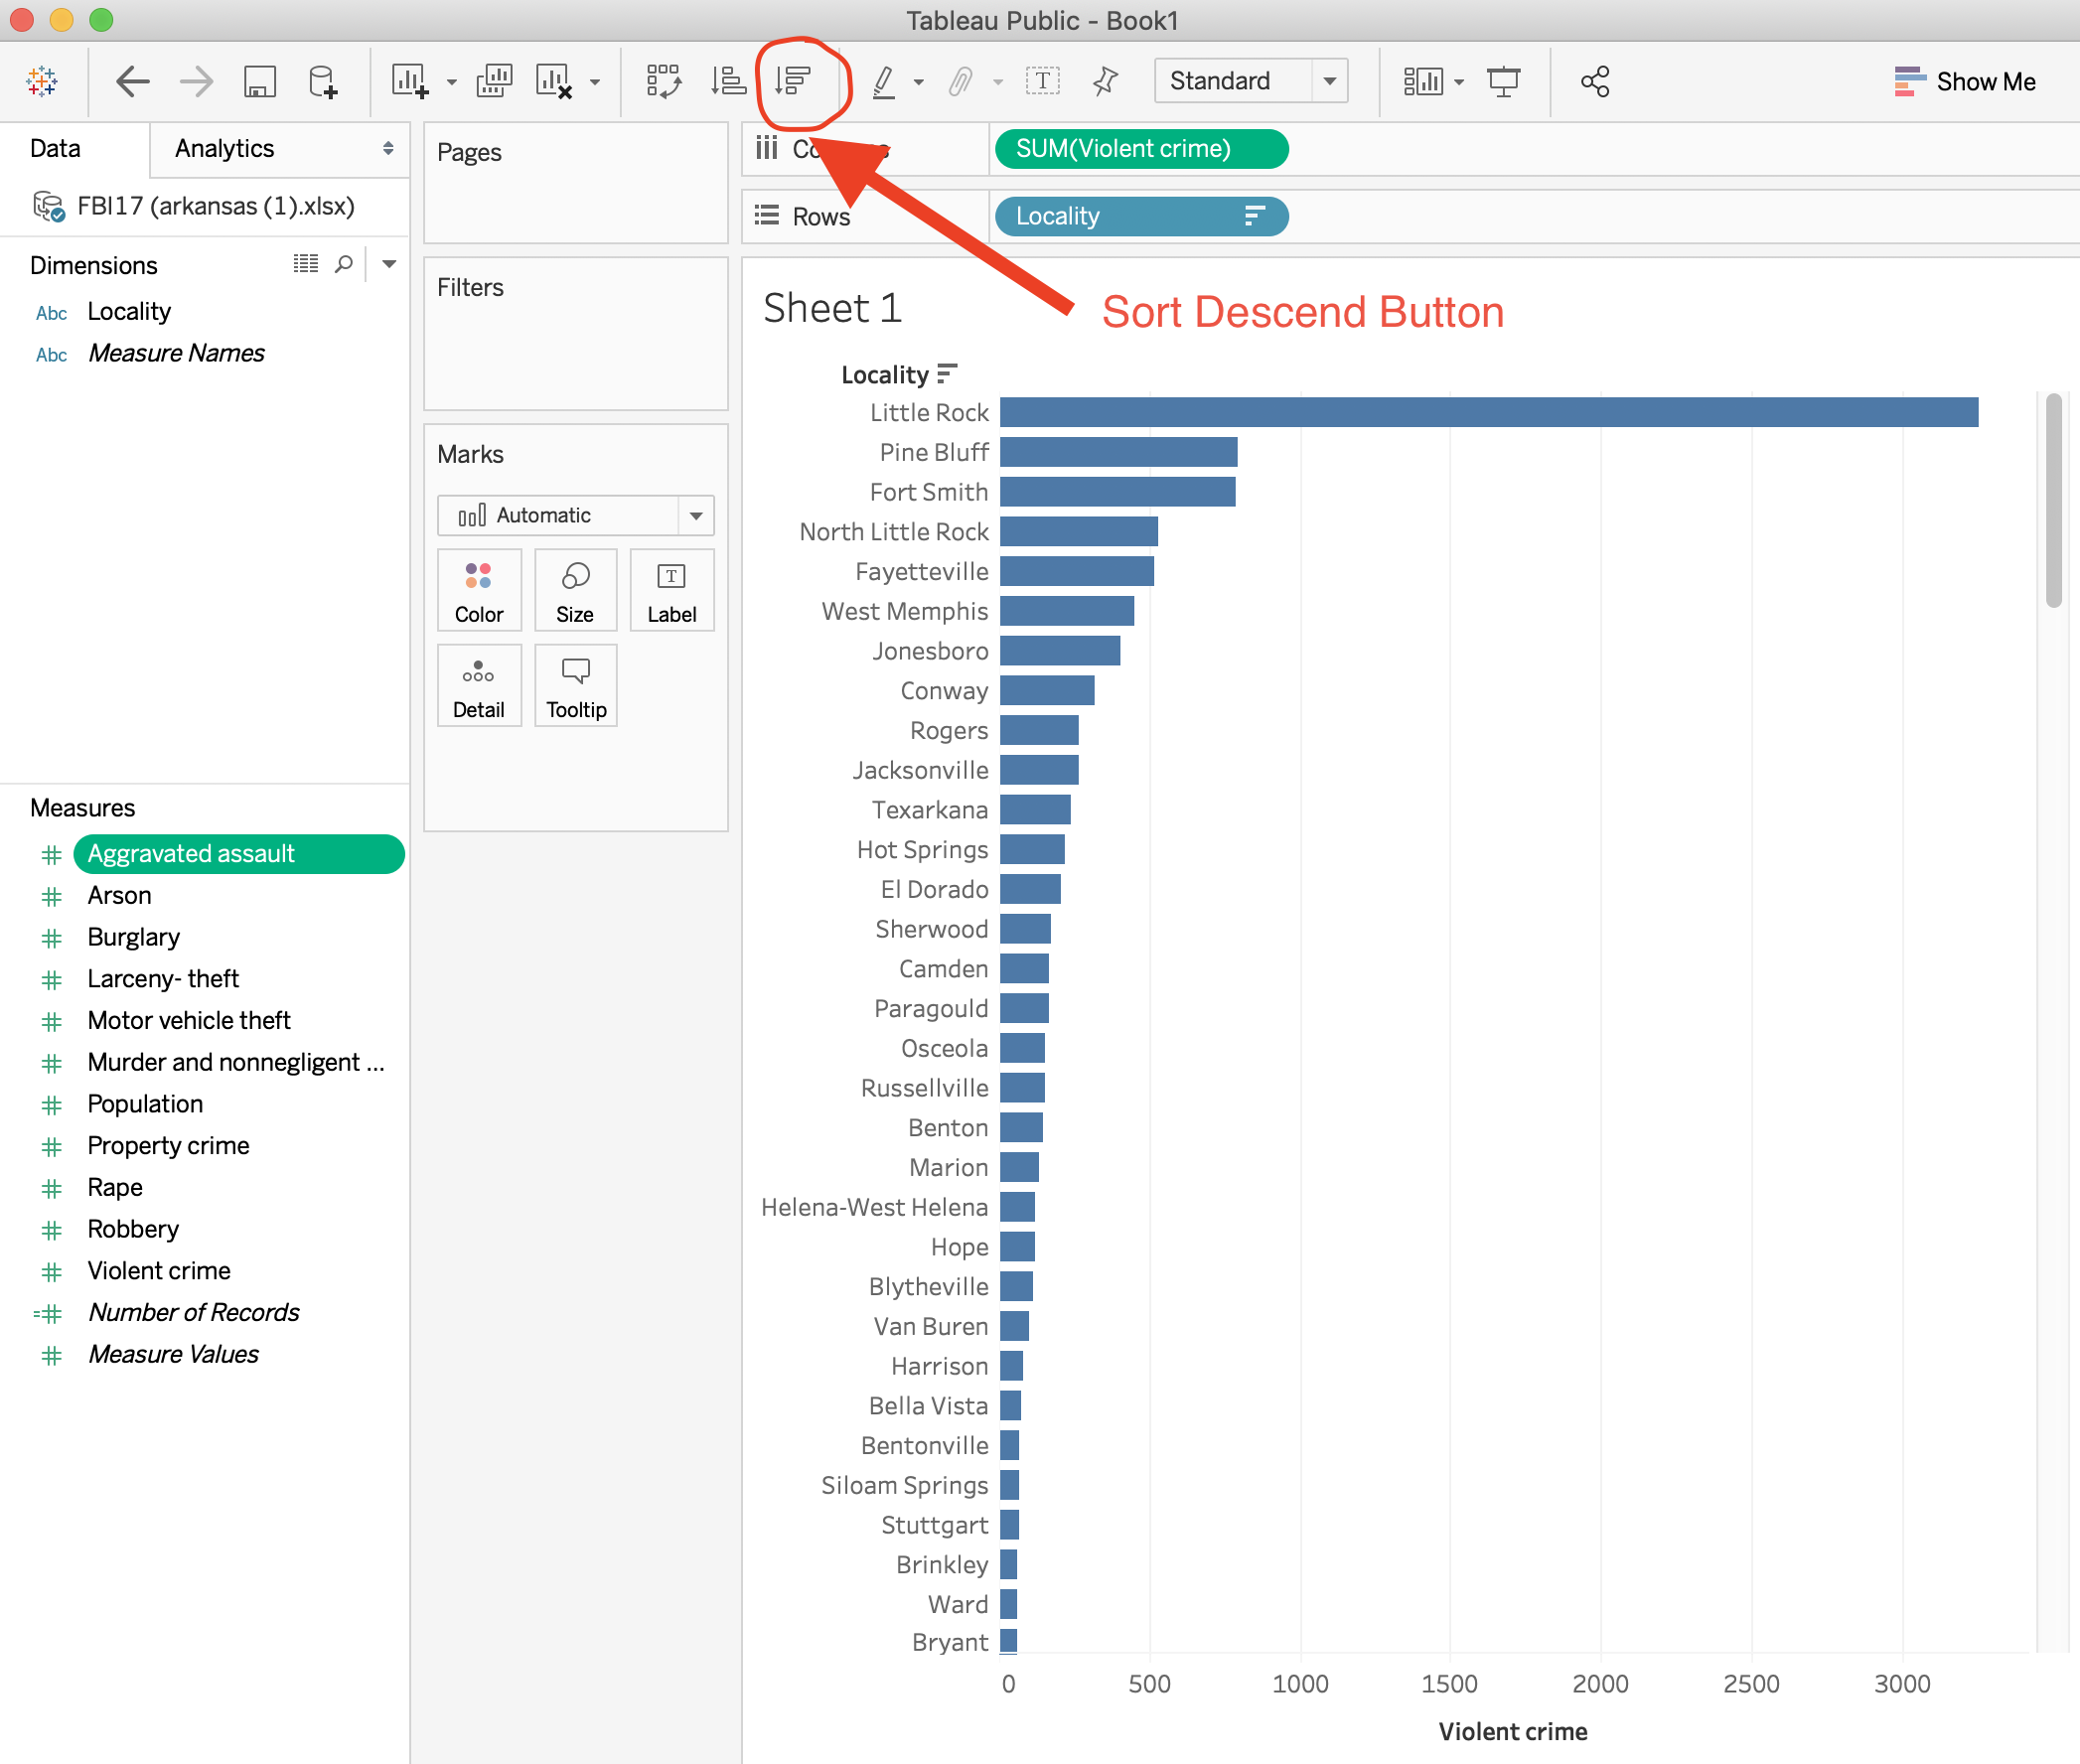 Tableau Public - Book1
Standard
Show Me
Data
Analytics
FBI17 (arkansas (1).xlsx)
Dimensions
Abc Locality
Abc Measure Names
Measures
Aggravated assault
Arson
Burglary
Larceny- theft
Motor vehicle theft
Murder and nonnegligent ...
Population
Property crime
Rape
Robbery
Violent crime
Number of Records
Measure Values
Pages
Filters
Marks
Automatic
Color Size Label
Detail Tooltip
SUM(Violent crime)
Rows Locality
Sheet 1
Sort Descend Button
Locality
Little Rock
Pine Bluff
Fort Smith
North Little Rock
Fayetteville
West Memphis
Jonesboro
Conway
Rogers
Jacksonville
Texarkana
Hot Springs
El Dorado
Sherwood
Camden
Paragould
Osceola
Russellville
Benton
Marion
Helena-West Helena
Hope
Blytheville
Van Buren
Harrison
Bella Vista
Bentonville
Siloam Springs
Stuttgart
Brinkley
Ward
Bryant
0 500 1000 1500 2000 2500 3000
Violent crime